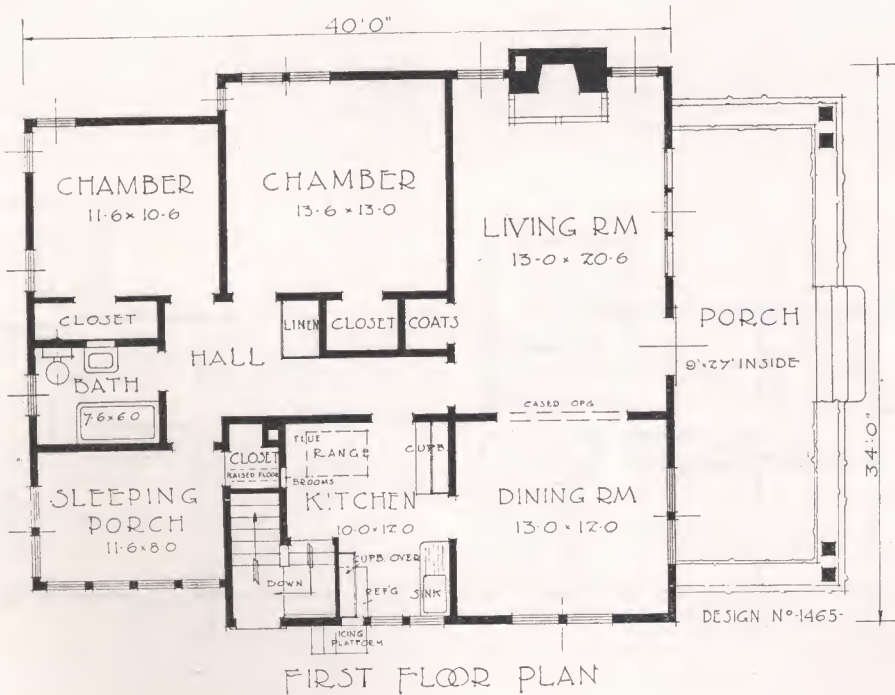 40'0"
CHAMBER
11-6 × 10-6
CHAMBER
13-6 × 13-0
LIVING RM
13-0 × 20-6
CLOSET
LINEN
CLOSET
COATS
PORCH
9'×27' INSIDE
HALL
BATH
7-6×6-0
CASED OPG
34'0"
FLUE
RANGE
CUPB.
CLOSET
RAISED FLOOR
BROOMS
KITCHEN
10-0×12-0
DINING RM
13-0×12-0
SLEEPING
PORCH
11-6×8-0
CUPB. OVER
DOWN
REF'G
SINK
ICING
PLATFORM
DESIGN Nº-1465-
FIRST FLOOR PLAN